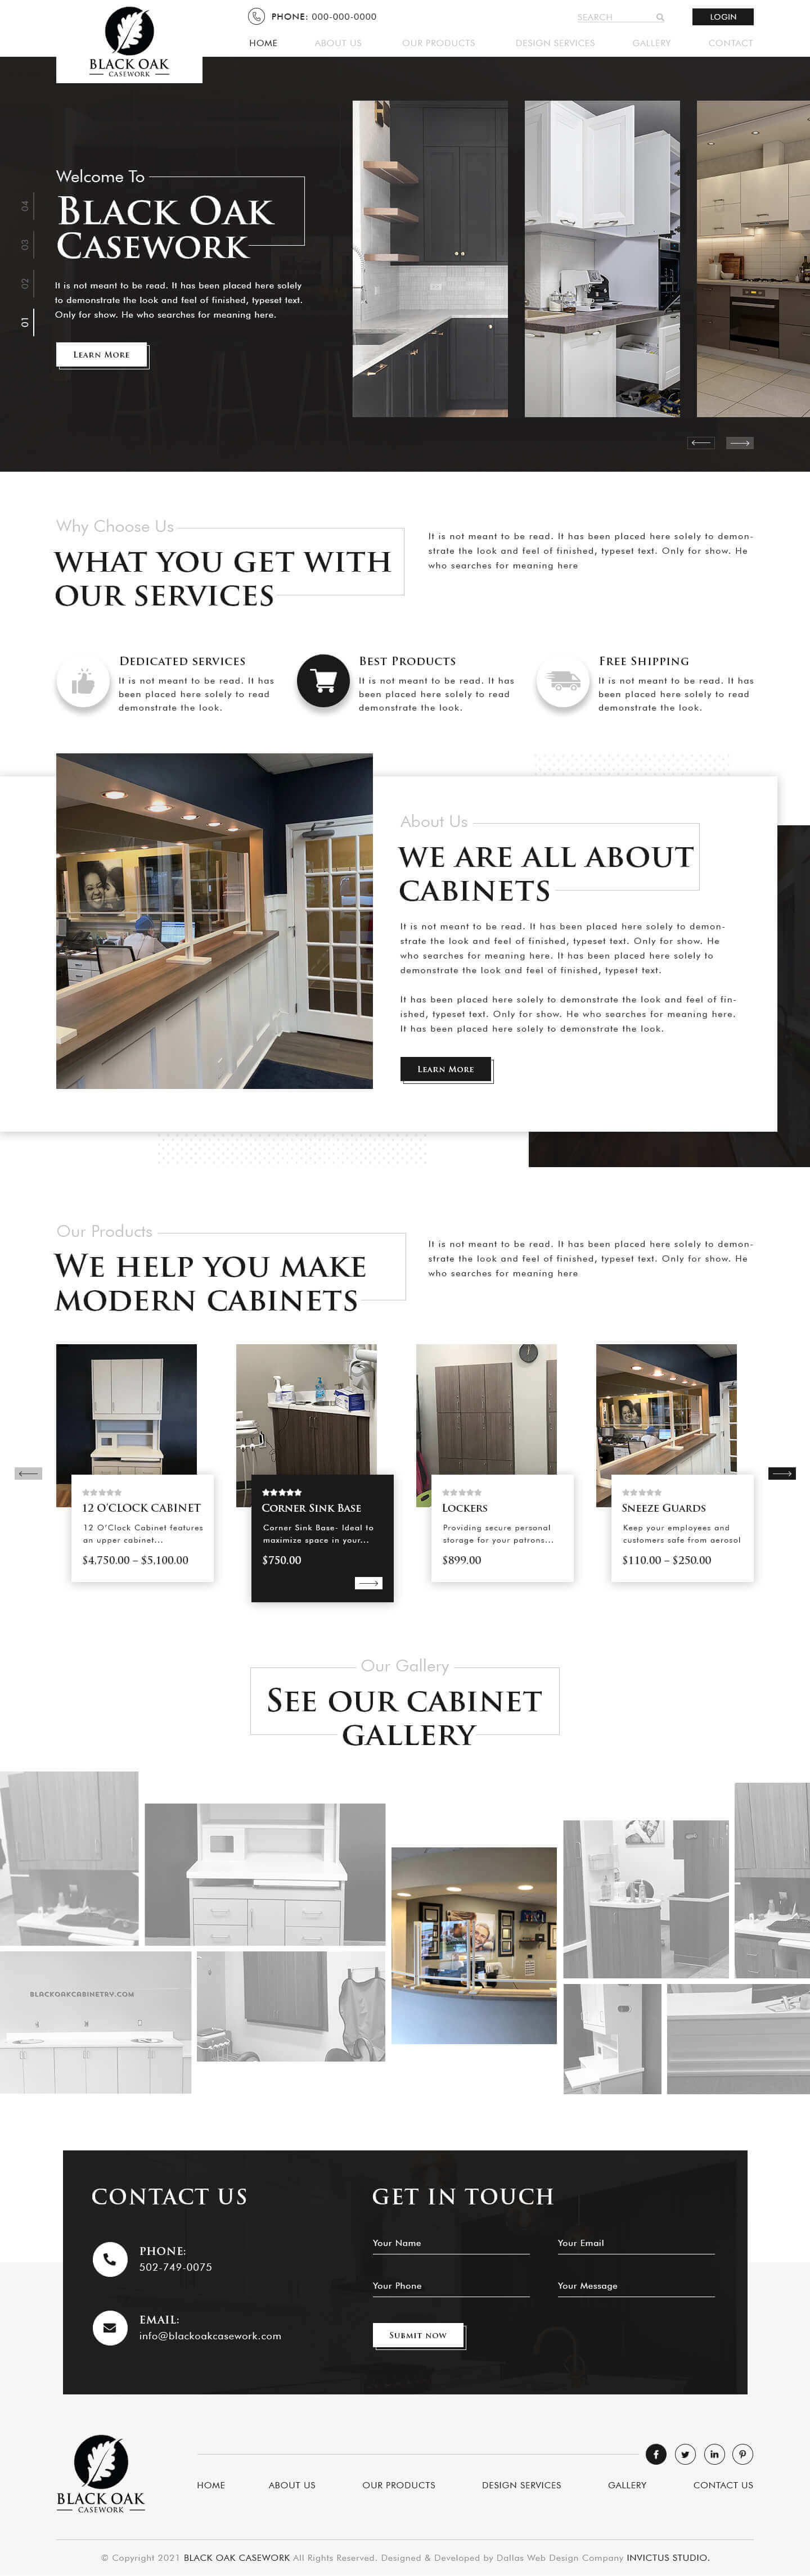 BLACK OAK
CASEWORK
PHONE: 000-000-0000
SEARCH
LOGIN
HOME
ABOUT US
OUR PRODUCTS
DESIGN SERVICES
GALLERY
CONTACT
Welcome To
BLACK OAK
CASEWORK
It is not meant to be read. It has been placed here solely
to demonstrate the look and feel of finished, typeset text.
Only for show. He who searches for meaning here.
LEARN MORE
04
03
02
01
Why Choose Us
WHAT YOU GET WITH
OUR SERVICES
It is not meant to be read. It has been placed here solely to demon-
strate the look and feel of finished, typeset text. Only for show. He
who searches for meaning here
DEDICATED SERVICES
It is not meant to be read. It has
been placed here solely to read
demonstrate the look.
BEST PRODUCTS
It is not meant to be read. It has
been placed here solely to read
demonstrate the look.
FREE SHIPPING
It is not meant to be read. It has
been placed here solely to read
demonstrate the look.
About Us
WE ARE ALL ABOUT
CABINETS
It is not meant to be read. It has been placed here solely to demon-
strate the look and feel of finished, typeset text. Only for show. He
who searches for meaning here. It has been placed here solely to
demonstrate the look and feel of finished, typeset text.
It has been placed here solely to demonstrate the look and feel of fin-
ished, typeset text. Only for show. He who searches for meaning here.
It has been placed here solely to demonstrate the look.
LEARN MORE
Our Products
WE HELP YOU MAKE
MODERN CABINETS
It is not meant to be read. It has been placed here solely to demon-
strate the look and feel of finished, typeset text. Only for show. He
who searches for meaning here
12 O'CLOCK CABINET
12 O'Clock Cabinet features
an upper cabinet...
$4,750.00 – $5,100.00
CORNER SINK BASE
Corner Sink Base- Ideal to
maximize space in your...
$750.00
LOCKERS
Providing secure personal
storage for your patrons...
$899.00
SNEEZE GUARDS
Keep your employees and
customers safe from aerosol
$110.00 – $250.00
Our Gallery
SEE OUR CABINET
GALLERY
BLACKOAKCABINETRY.COM
CONTACT US
PHONE:
502-749-0075
EMAIL:
info@blackoakcasework.com
GET IN TOUCH
Your Name
Your Email
Your Phone
Your Message
SUBMIT NOW
BLACK OAK
CASEWORK
HOME
ABOUT US
OUR PRODUCTS
DESIGN SERVICES
GALLERY
CONTACT US
© Copyright 2021 BLACK OAK CASEWORK All Rights Reserved. Designed & Developed by Dallas Web Design Company INVICTUS STUDIO.